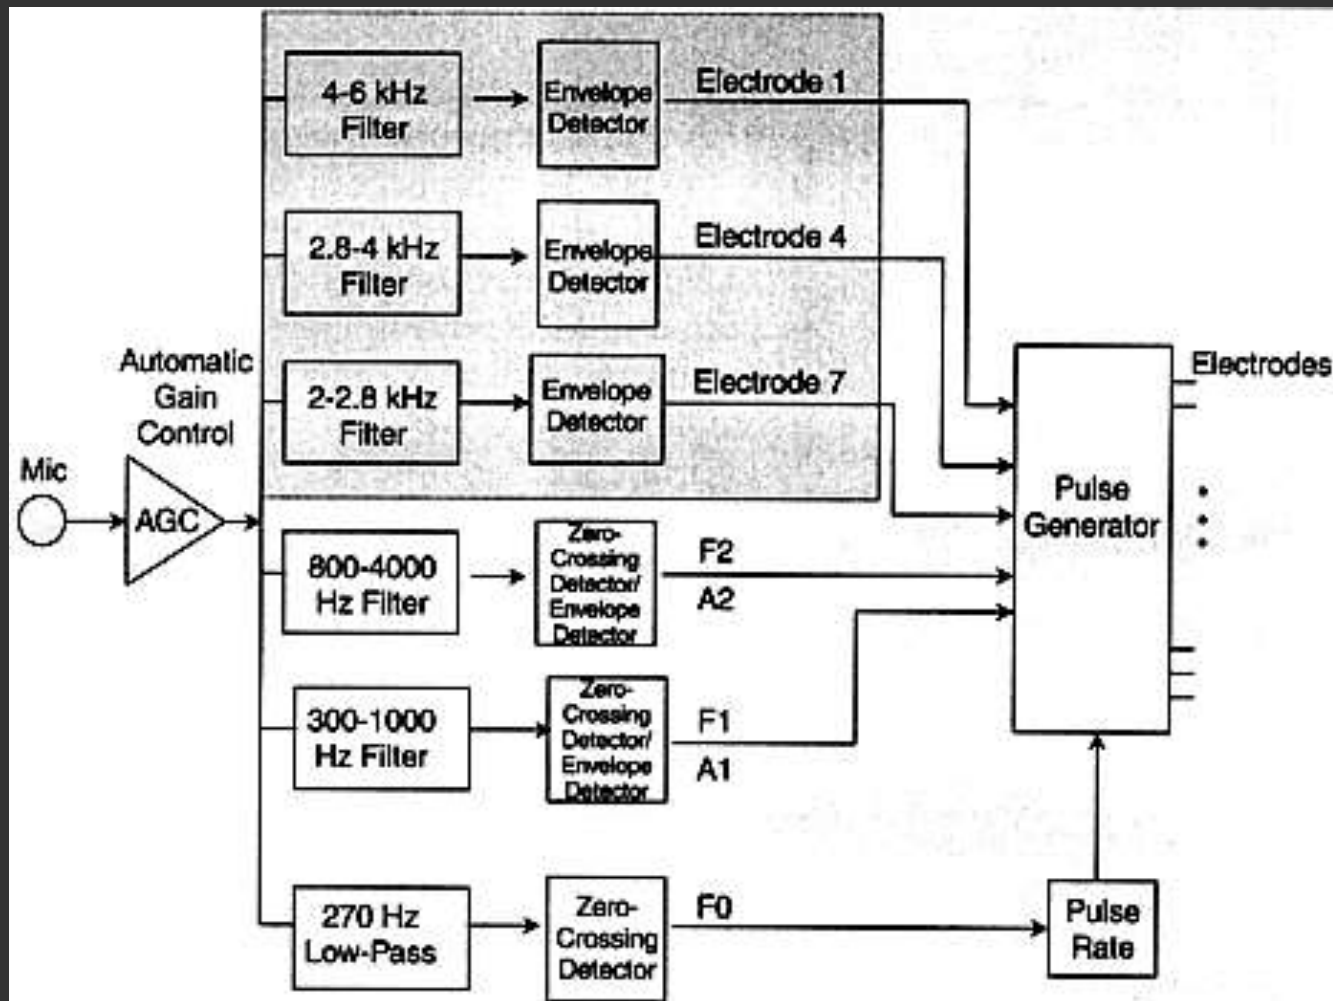 4-6 kHz
Filter
Envelope
Detector
Electrode 1
2.8-4 kHz
Filter
Envelope
Detector
Electrode 4
Automatic
Gain
Control
2-2.8 kHz
Filter
Envelope
Detector
Electrode 7
Electrodes
Mic
AGC
Pulse
Generator
800-4000
Hz Filter
Zero-
Crossing
Detector/
Envelope
Detector
F2
A2
300-1000
Hz Filter
Zero-
Crossing
Detector/
Envelope
Detector
F1
A1
270 Hz
Low-Pass
Zero-
Crossing
Detector
F0
Pulse
Rate